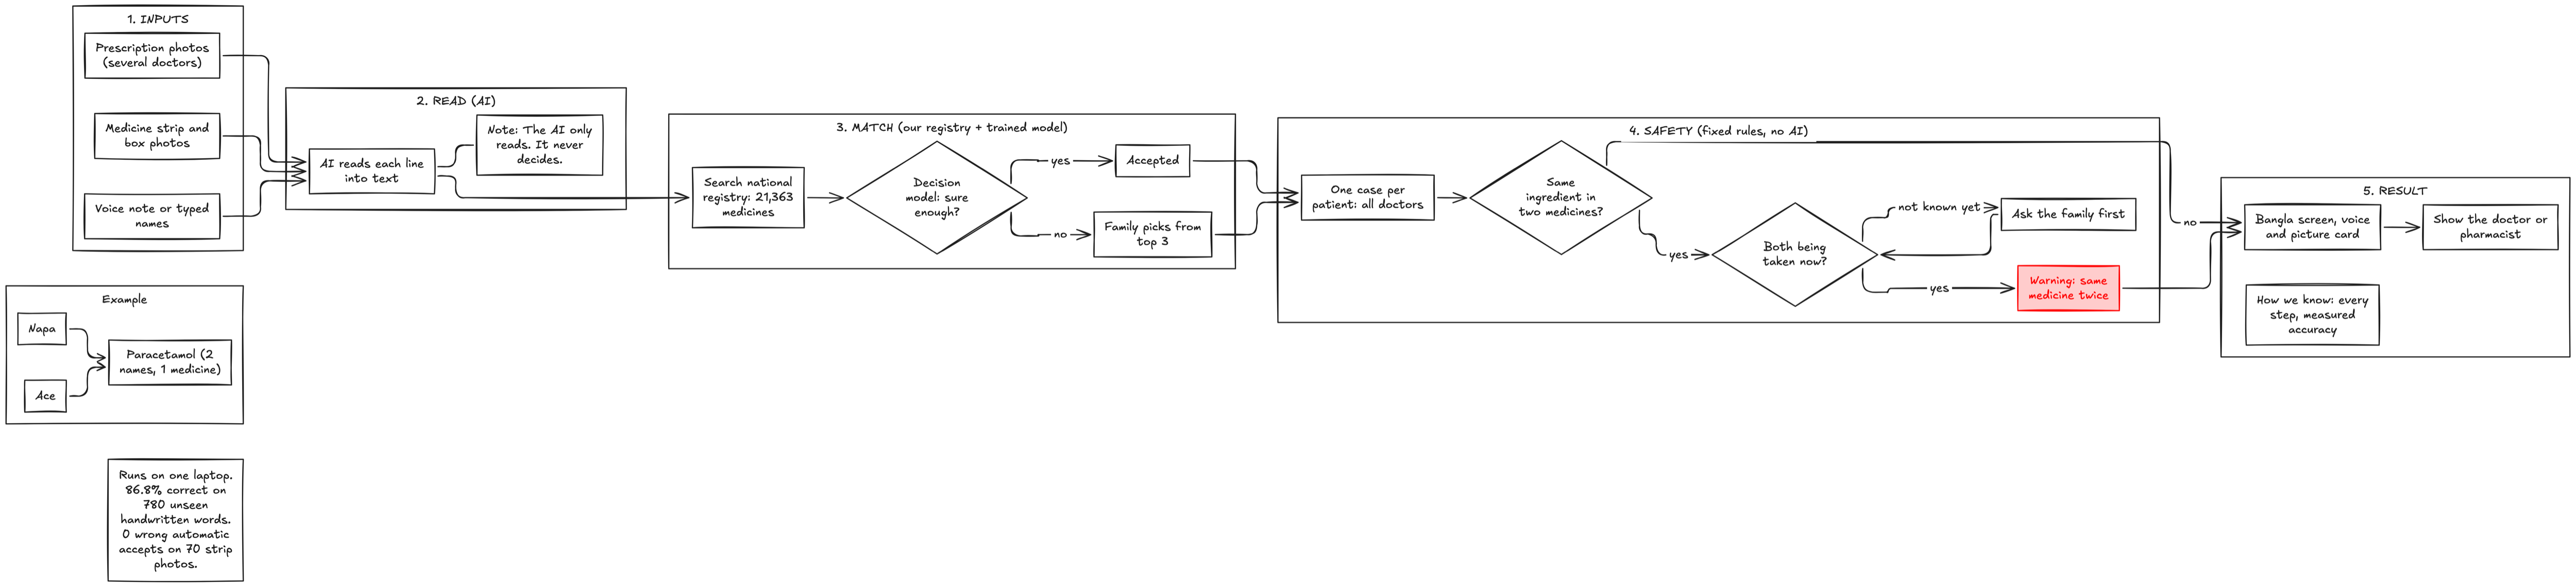 1. INPUTS
Prescription photos
(several doctors)
Medicine strip and
box photos
Voice note or typed
names
2. READ (AI)
AI reads each line
into text
Note: The AI only
reads. It never
decides.
3. MATCH (our registry + trained model)
Search national
registry: 21,363
medicines
Decision
model: sure
enough?
yes
Accepted
no
Family picks from
top 3
4. SAFETY (fixed rules, no AI)
One case per
patient: all doctors
Same
ingredient in
two medicines?
yes
Both being
taken now?
not known yet
Ask the family first
yes
Warning: same
medicine twice
no
5. RESULT
Bangla screen, voice
and picture card
Show the doctor or
pharmacist
How we know: every
step, measured
accuracy
Example
Napa
Ace
Paracetamol (2
names, 1 medicine)
Runs on one laptop.
86.8% correct on
780 unseen
handwritten words.
0 wrong automatic
accepts on 70 strip
photos.